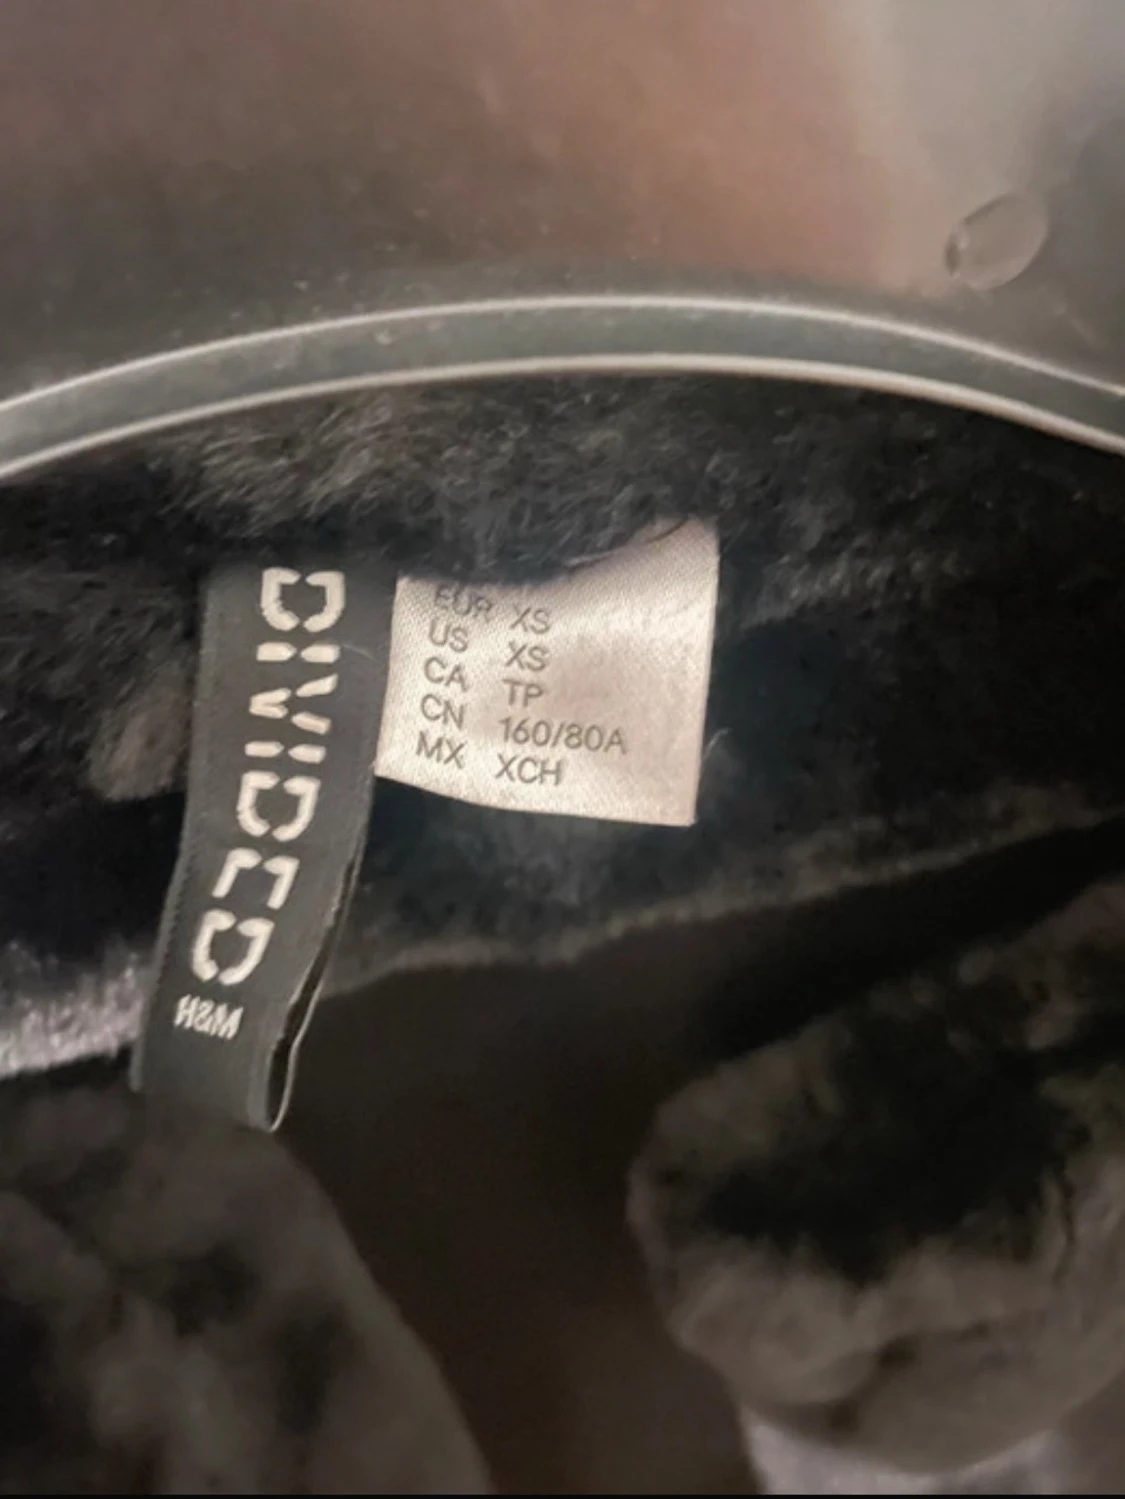 DIVIDED
H&M
EUR XS
US XS
CA TP
CN 160/80A
MX XCH